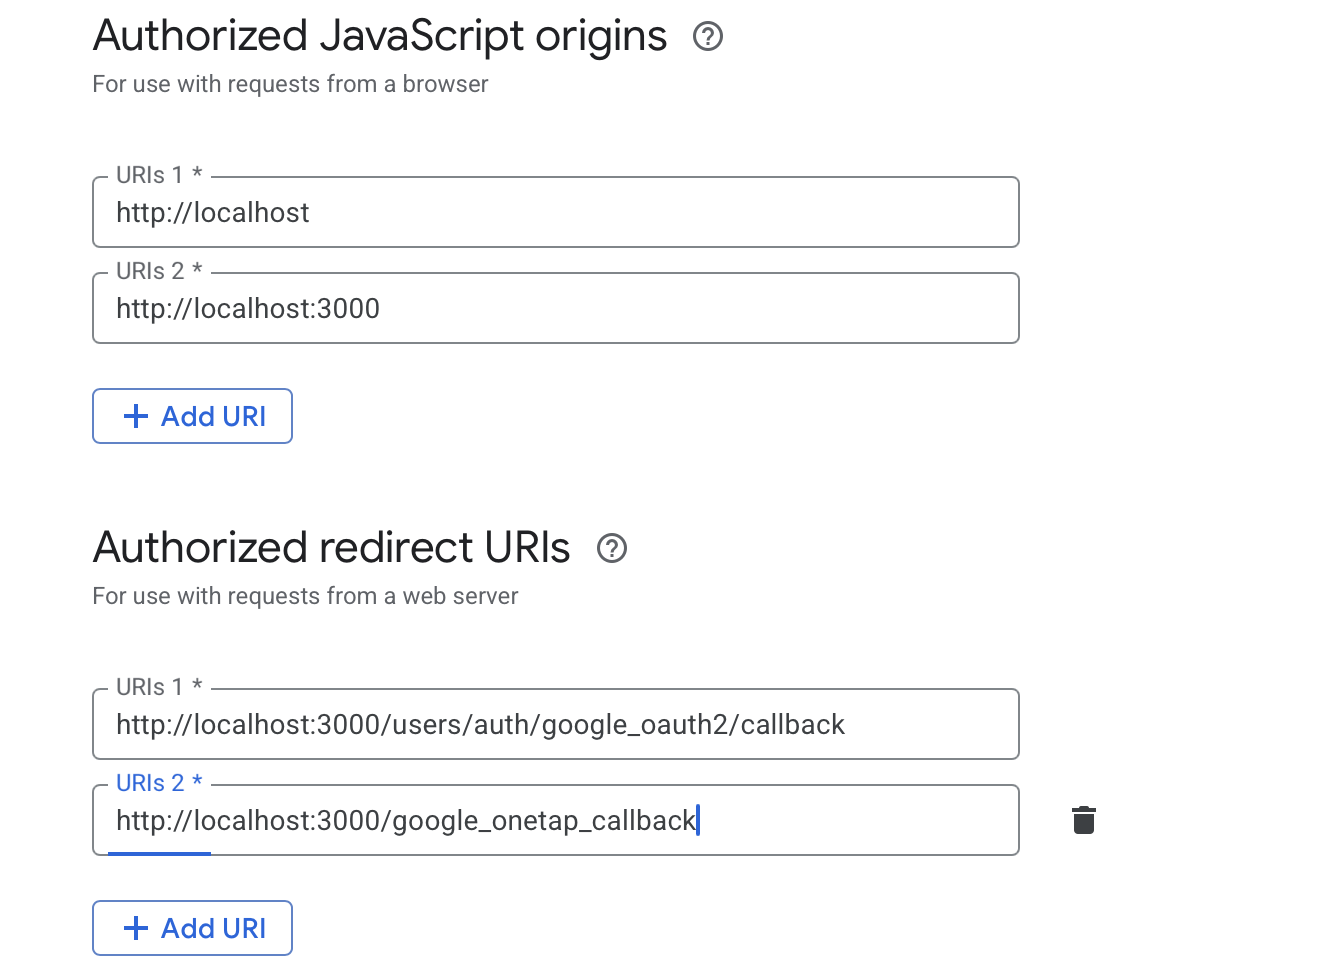 Authorized JavaScript origins
For use with requests from a browser
URIs 1 *
http://localhost
URIs 2 *
http://localhost:3000
+ Add URI
Authorized redirect URIs
For use with requests from a web server
URIs 1 *
http://localhost:3000/users/auth/google_oauth2/callback
URIs 2 *
http://localhost:3000/google_onetap_callback
+ Add URI